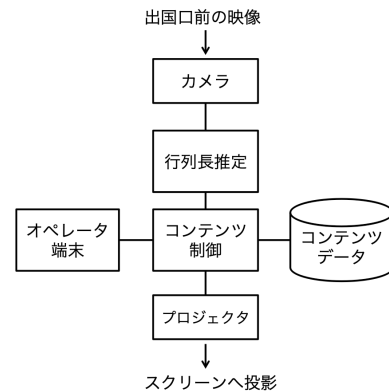 出国口前の映像
カメラ
行列長推定
オペレータ
端末
コンテンツ
制御
コンテンツ
データ
プロジェクタ
スクリーンへ投影